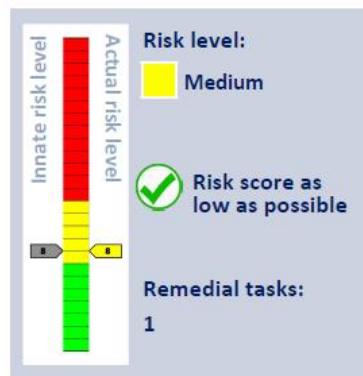 Innate risk level
Actual risk level
8
8
Risk level:
Medium
Risk score as
low as possible
Remedial tasks:
1